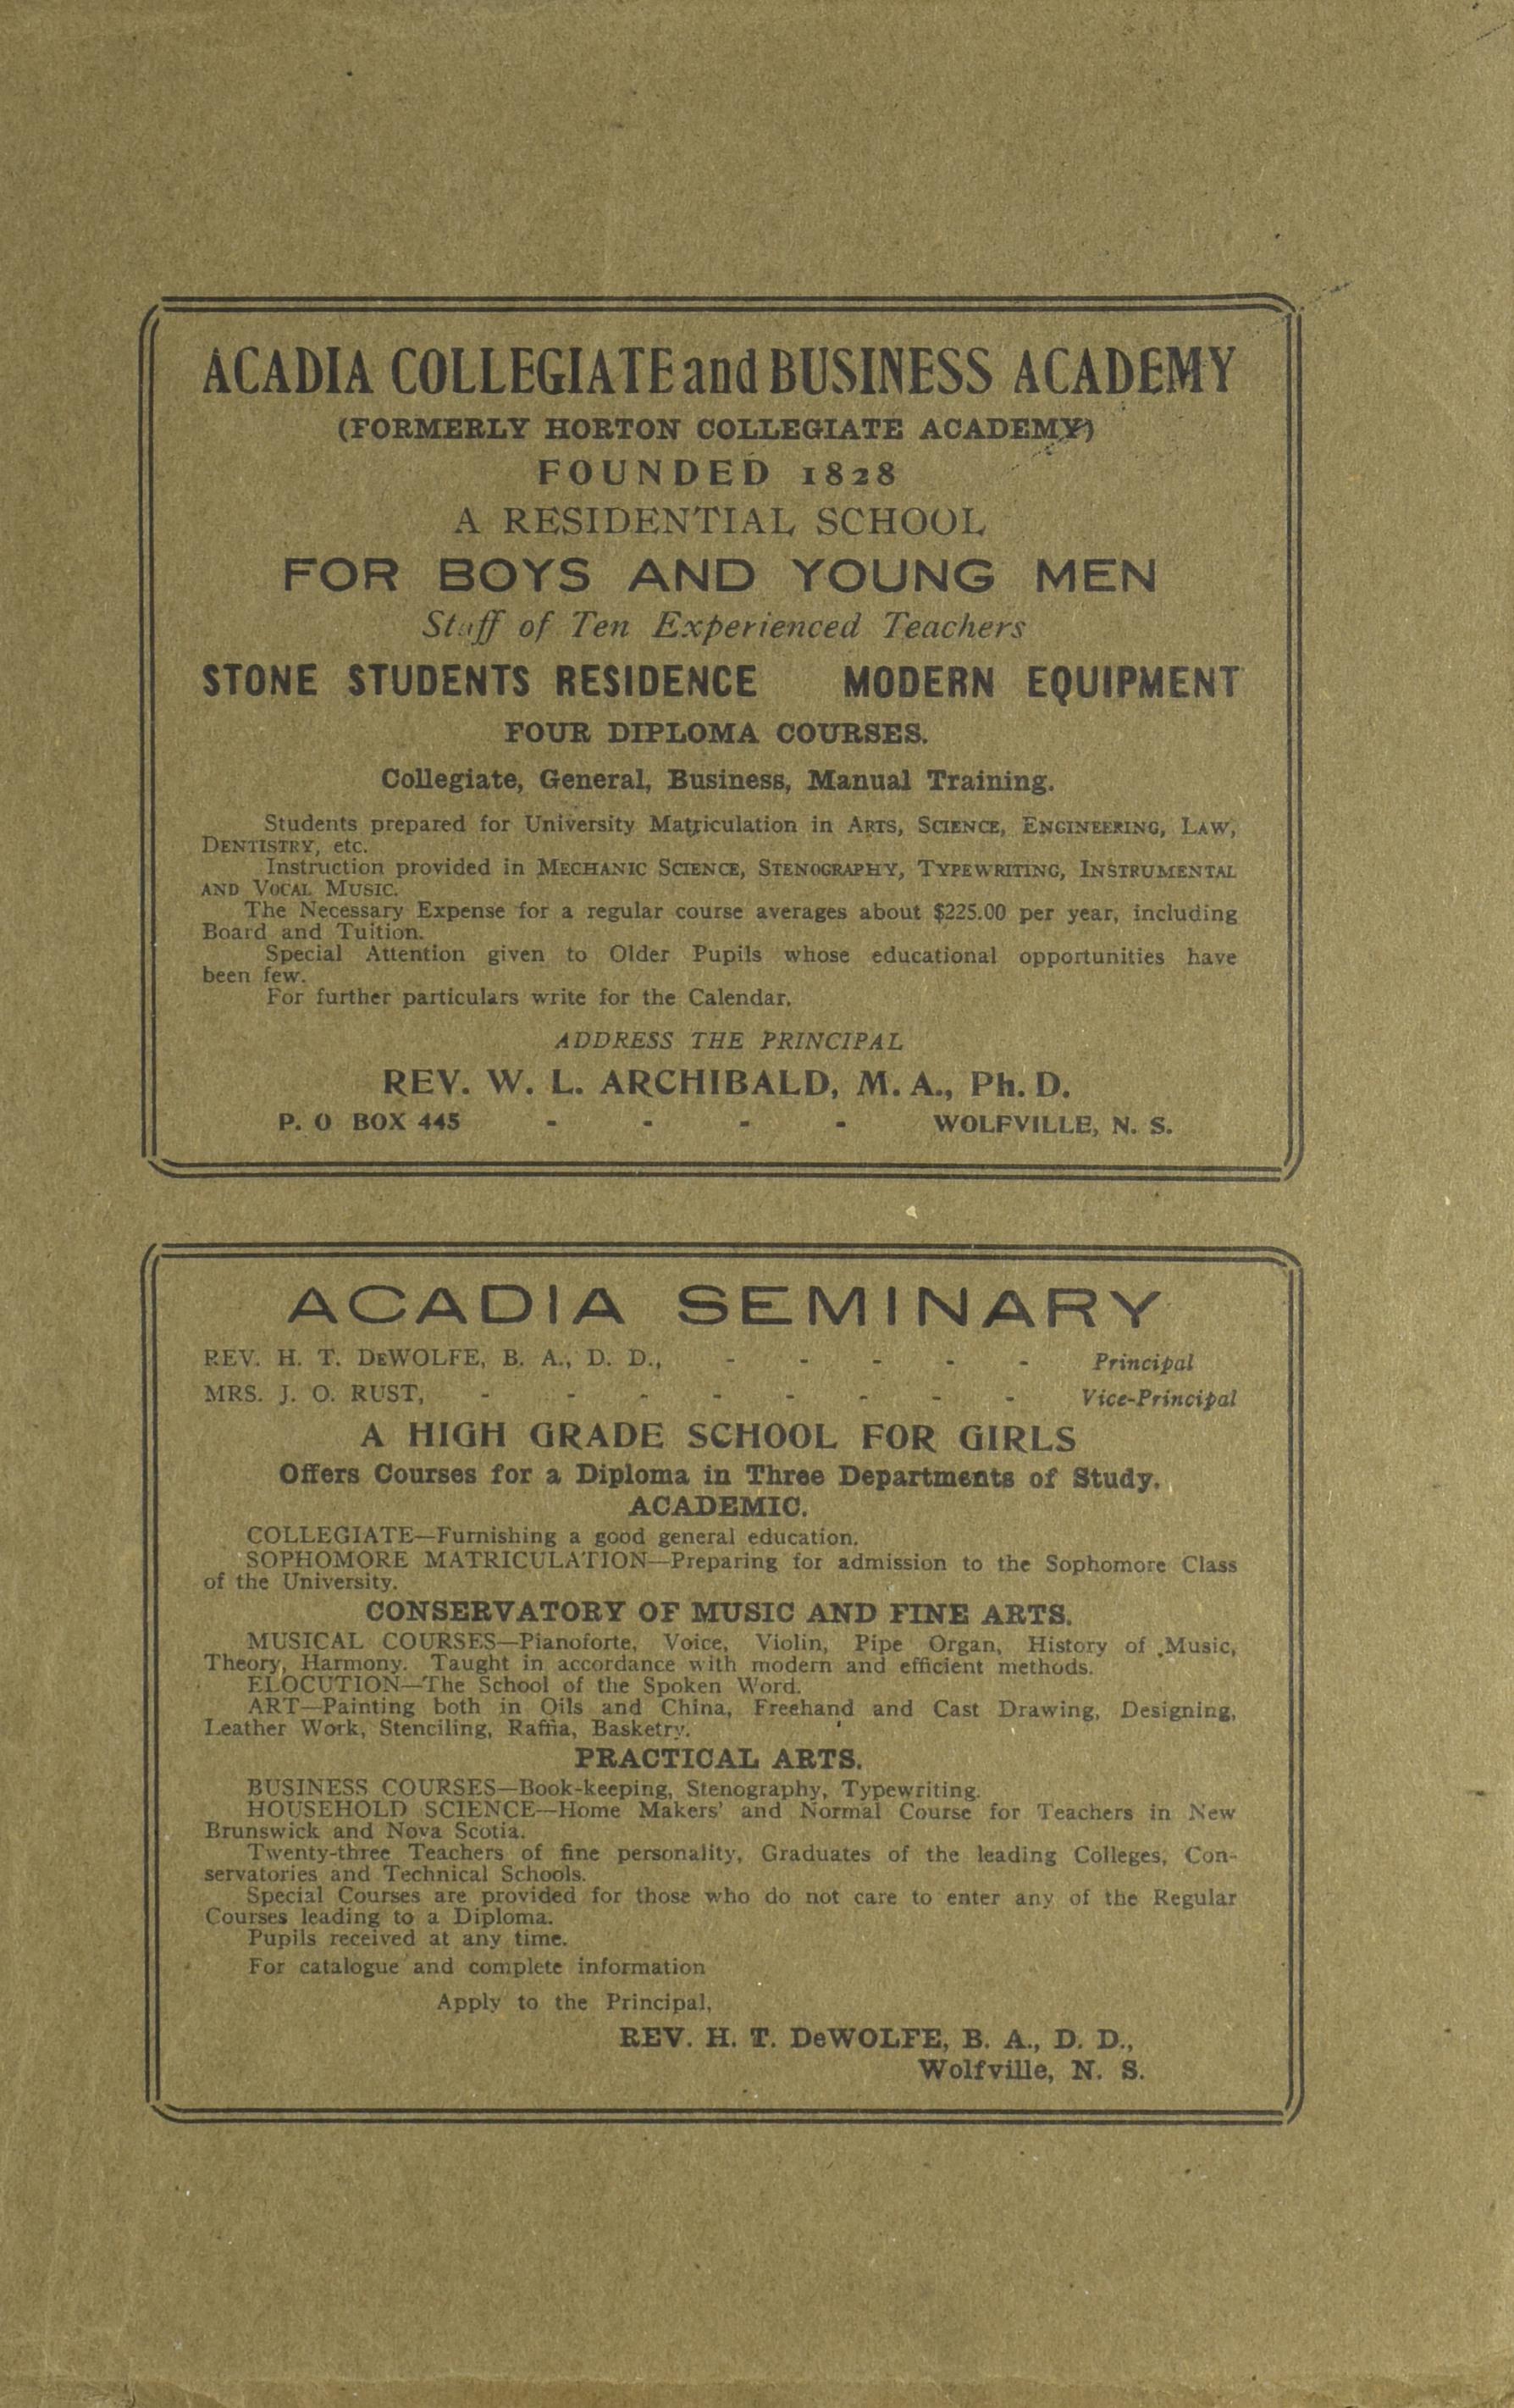 ACADIA COLLEGIATE and BUSINESS ACADEMY
(FORMERLY HORTON COLLEGIATE ACADEMY)
FOUNDED 1828
A RESIDENTIAL SCHOOL
FOR BOYS AND YOUNG MEN
Staff of Ten Experienced Teachers
STONE STUDENTS RESIDENCE MODERN EQUIPMENT
FOUR DIPLOMA COURSES.
Collegiate, General, Business, Manual Training.
Students prepared for University Matriculation in ARTS, SCIENCE, ENGINEERING, LAW,
DENTISTRY, etc.
Instruction provided in MECHANIC SCIENCE, STENOGRAPHY, TYPEWRITING, INSTRUMENTAL
AND VOCAL MUSIC.
The Necessary Expense for a regular course averages about $225.00 per year, including
Board and Tuition.
Special Attention given to Older Pupils whose educational opportunities have
been few.
For further particulars write for the Calendar.
ADDRESS THE PRINCIPAL
REV. W. L. ARCHIBALD, M. A., Ph. D.
P. O BOX 445 - - - - WOLFVILLE, N. S.
ACADIA SEMINARY
REV. H. T. DEWOLFE, B. A., D. D., - - - - - Principal
MRS. J. O. RUST, - - - - - - - - Vice-Principal
A HIGH GRADE SCHOOL FOR GIRLS
Offers Courses for a Diploma in Three Departments of Study.
ACADEMIC.
COLLEGIATE—Furnishing a good general education.
SOPHOMORE MATRICULATION—Preparing for admission to the Sophomore Class
of the University.
CONSERVATORY OF MUSIC AND FINE ARTS.
MUSICAL COURSES—Pianoforte, Voice, Violin, Pipe Organ, History of Music,
Theory, Harmony. Taught in accordance with modern and efficient methods.
ELOCUTION—The School of the Spoken Word.
ART—Painting both in Oils and China, Freehand and Cast Drawing, Designing,
Leather Work, Stenciling, Raffia, Basketry.
PRACTICAL ARTS.
BUSINESS COURSES—Book-keeping, Stenography, Typewriting.
HOUSEHOLD SCIENCE—Home Makers' and Normal Course for Teachers in New
Brunswick and Nova Scotia.
Twenty-three Teachers of fine personality, Graduates of the leading Colleges, Con-
servatories and Technical Schools.
Special Courses are provided for those who do not care to enter any of the Regular
Courses leading to a Diploma.
Pupils received at any time.
For catalogue and complete information
Apply to the Principal,
REV. H. T. DeWOLFE, B. A., D. D.,
Wolfville, N. S.